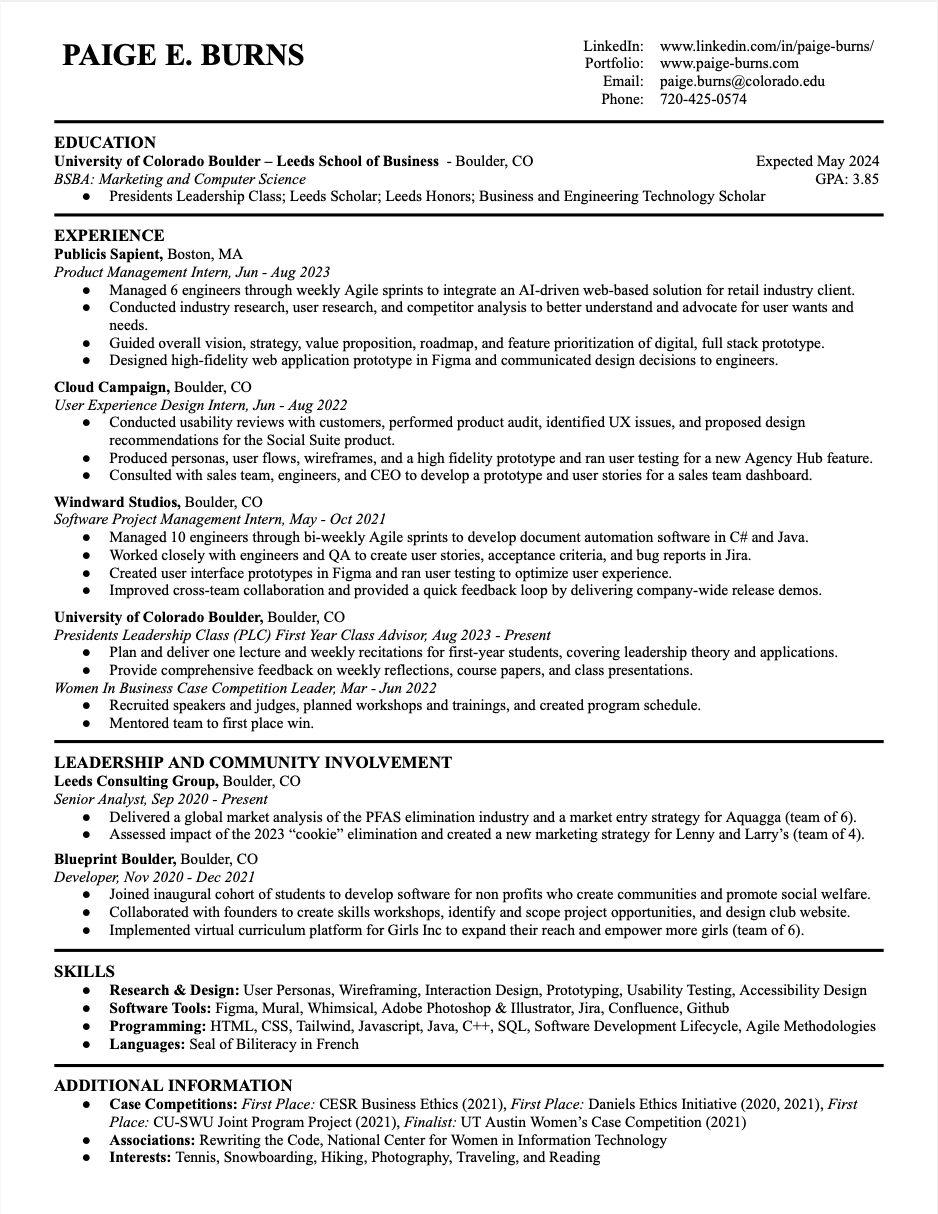 PAIGE E. BURNS
LinkedIn: www.linkedin.com/in/paige-burns/
Portfolio: www.paige-burns.com
Email: paige.burns@colorado.edu
Phone: 720-425-0574
EDUCATION
University of Colorado Boulder – Leeds School of Business - Boulder, CO Expected May 2024
BSBA: Marketing and Computer Science GPA: 3.85
● Presidents Leadership Class; Leeds Scholar; Leeds Honors; Business and Engineering Technology Scholar
EXPERIENCE
Publicis Sapient, Boston, MA
Product Management Intern, Jun - Aug 2023
● Managed 6 engineers through weekly Agile sprints to integrate an AI-driven web-based solution for retail industry client.
● Conducted industry research, user research, and competitor analysis to better understand and advocate for user wants and
needs.
● Guided overall vision, strategy, value proposition, roadmap, and feature prioritization of digital, full stack prototype.
● Designed high-fidelity web application prototype in Figma and communicated design decisions to engineers.
Cloud Campaign, Boulder, CO
User Experience Design Intern, Jun - Aug 2022
● Conducted usability reviews with customers, performed product audit, identified UX issues, and proposed design
recommendations for the Social Suite product.
● Produced personas, user flows, wireframes, and a high fidelity prototype and ran user testing for a new Agency Hub feature.
● Consulted with sales team, engineers, and CEO to develop a prototype and user stories for a sales team dashboard.
Windward Studios, Boulder, CO
Software Project Management Intern, May - Oct 2021
● Managed 10 engineers through bi-weekly Agile sprints to develop document automation software in C# and Java.
● Worked closely with engineers and QA to create user stories, acceptance criteria, and bug reports in Jira.
● Created user interface prototypes in Figma and ran user testing to optimize user experience.
● Improved cross-team collaboration and provided a quick feedback loop by delivering company-wide release demos.
University of Colorado Boulder, Boulder, CO
Presidents Leadership Class (PLC) First Year Class Advisor, Aug 2023 - Present
● Plan and deliver one lecture and weekly recitations for first-year students, covering leadership theory and applications.
● Provide comprehensive feedback on weekly reflections, course papers, and class presentations.
Women In Business Case Competition Leader, Mar - Jun 2022
● Recruited speakers and judges, planned workshops and trainings, and created program schedule.
● Mentored team to first place win.
LEADERSHIP AND COMMUNITY INVOLVEMENT
Leeds Consulting Group, Boulder, CO
Senior Analyst, Sep 2020 - Present
● Delivered a global market analysis of the PFAS elimination industry and a market entry strategy for Aquagga (team of 6).
● Assessed impact of the 2023 “cookie” elimination and created a new marketing strategy for Lenny and Larry’s (team of 4).
Blueprint Boulder, Boulder, CO
Developer, Nov 2020 - Dec 2021
● Joined inaugural cohort of students to develop software for non profits who create communities and promote social welfare.
● Collaborated with founders to create skills workshops, identify and scope project opportunities, and design club website.
● Implemented virtual curriculum platform for Girls Inc to expand their reach and empower more girls (team of 6).
SKILLS
● Research & Design: User Personas, Wireframing, Interaction Design, Prototyping, Usability Testing, Accessibility Design
● Software Tools: Figma, Mural, Whimsical, Adobe Photoshop & Illustrator, Jira, Confluence, Github
● Programming: HTML, CSS, Tailwind, Javascript, Java, C++, SQL, Software Development Lifecycle, Agile Methodologies
● Languages: Seal of Biliteracy in French
ADDITIONAL INFORMATION
● Case Competitions: First Place: CESR Business Ethics (2021), First Place: Daniels Ethics Initiative (2020, 2021), First
Place: CU-SWU Joint Program Project (2021), Finalist: UT Austin Women’s Case Competition (2021)
● Associations: Rewriting the Code, National Center for Women in Information Technology
● Interests: Tennis, Snowboarding, Hiking, Photography, Traveling, and Reading